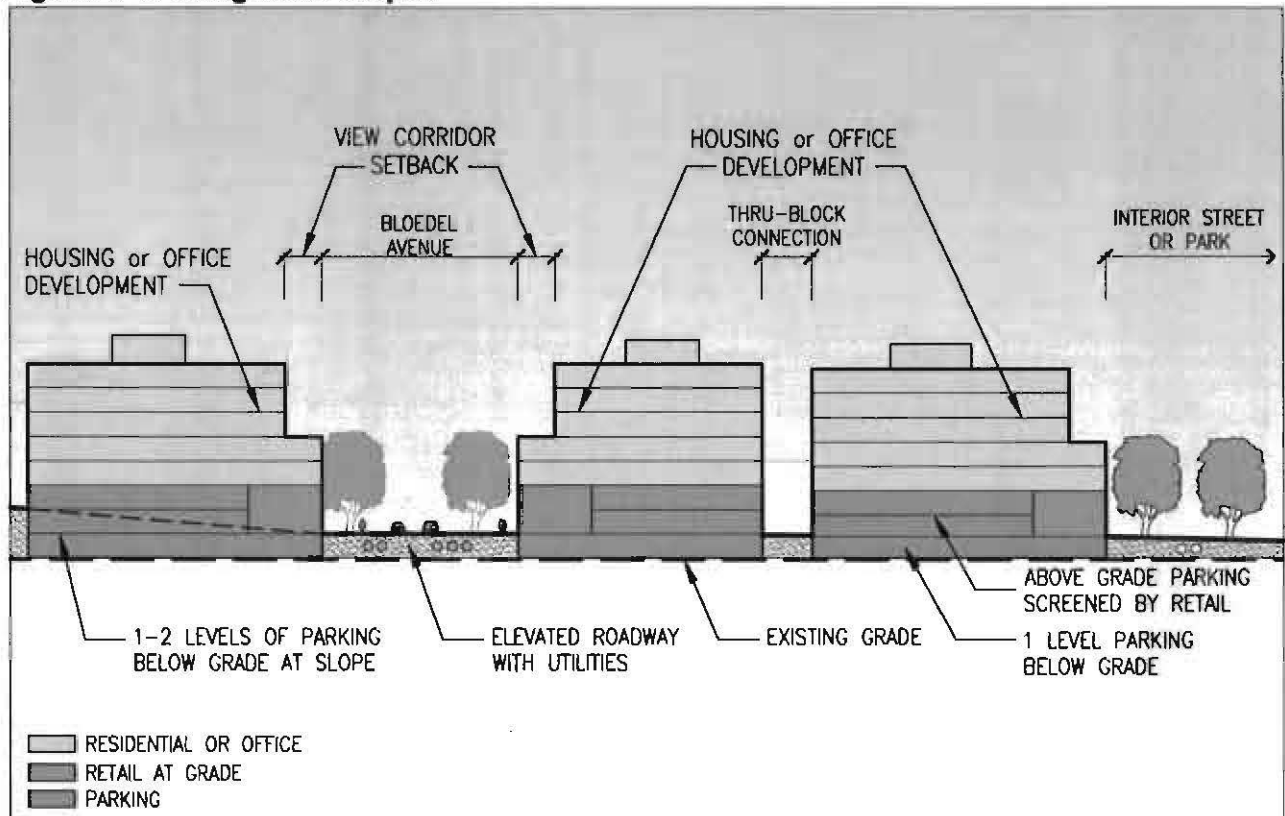 VIEW CORRIDOR
SETBACK
HOUSING or OFFICE
DEVELOPMENT
BLOEDEL
AVENUE
THRU-BLOCK
CONNECTION
INTERIOR STREET
OR PARK
HOUSING or OFFICE
DEVELOPMENT
ABOVE GRADE PARKING
SCREENED BY RETAIL
1-2 LEVELS OF PARKING
BELOW GRADE AT SLOPE
ELEVATED ROADWAY
WITH UTILITIES
EXISTING GRADE
1 LEVEL PARKING
BELOW GRADE
RESIDENTIAL OR OFFICE
RETAIL AT GRADE
PARKING